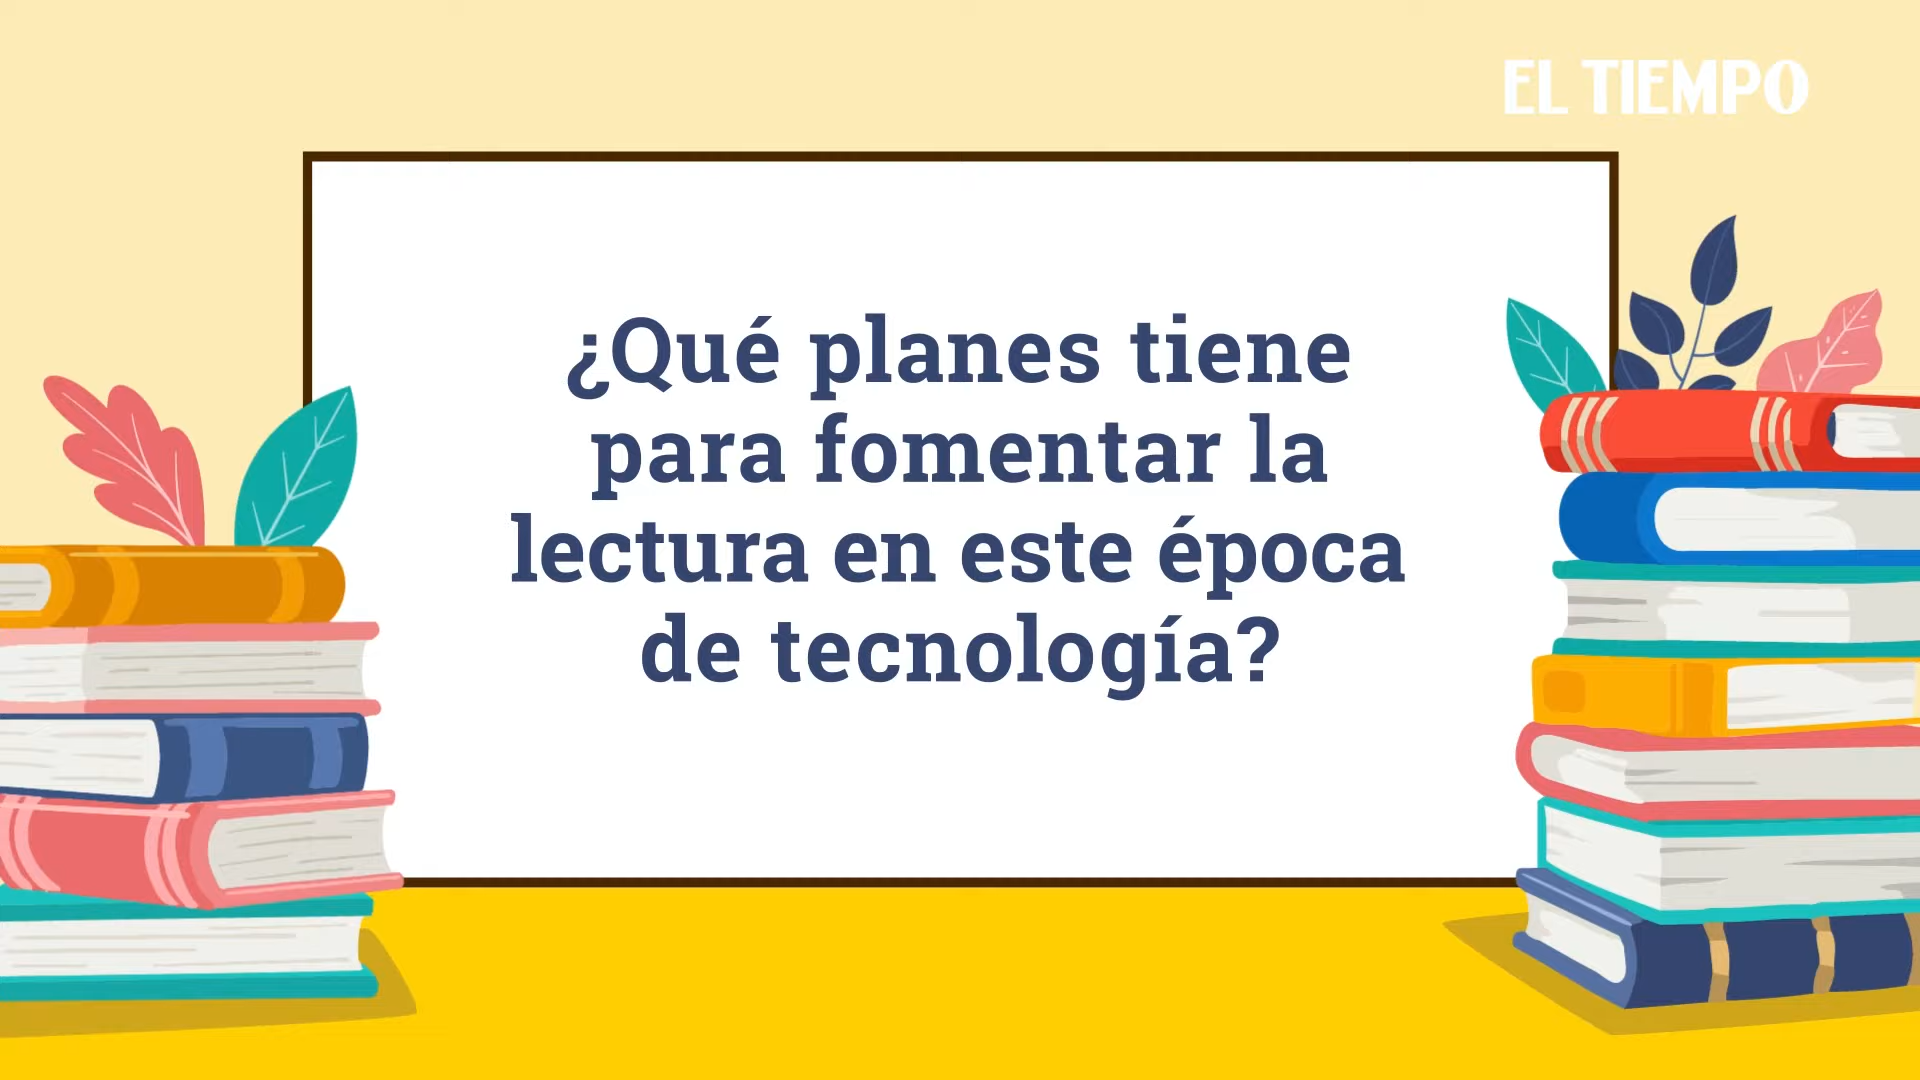 EL TIEMPO
¿Qué planes tiene
para fomentar la
lectura en este época
de tecnología?